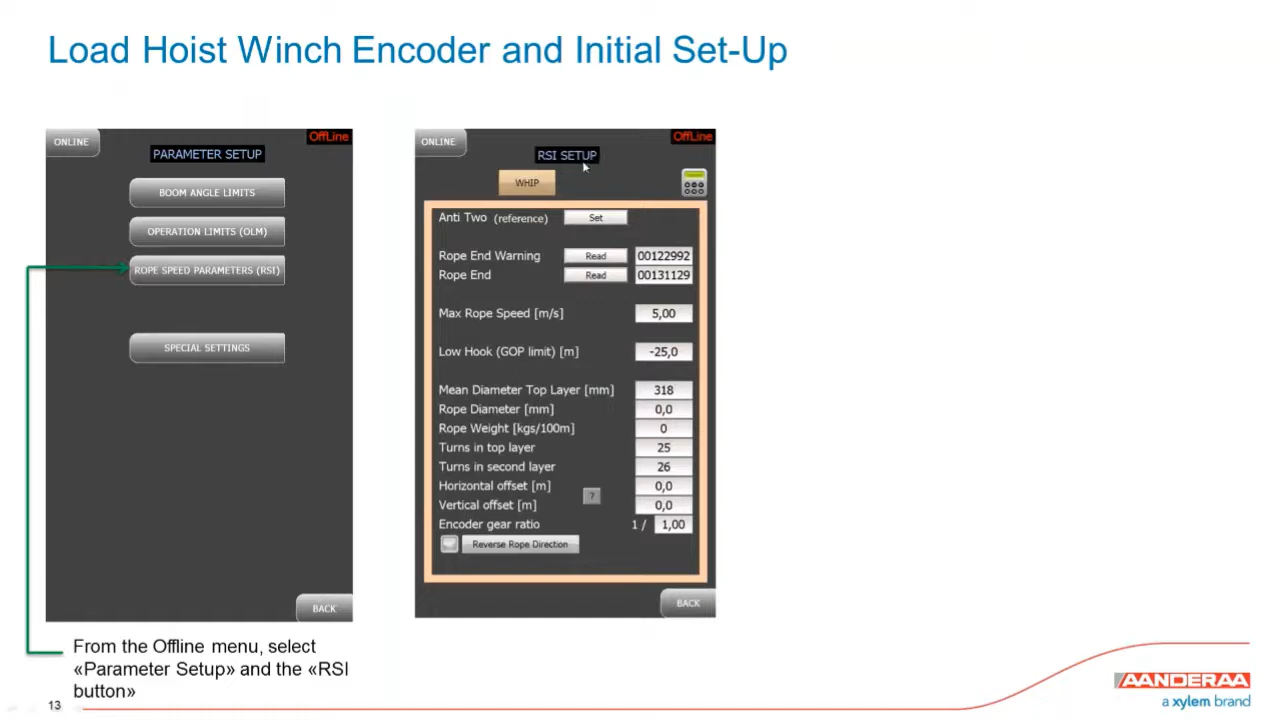 Load Hoist Winch Encoder and Initial Set-Up
ONLINE
OffLine
PARAMETER SETUP
BOOM ANGLE LIMITS
OPERATION LIMITS (OLM)
ROPE SPEED PARAMETERS (RSI)
SPECIAL SETTINGS
BACK
From the Offline menu, select
«Parameter Setup» and the «RSI
button»
ONLINE
OffLine
RSI SETUP
WHIP
Anti Two (reference) Set
Rope End Warning Read 00122992
Rope End Read 00131129
Max Rope Speed [m/s] 5,00
Low Hook (GOP limit) [m] -25,0
Mean Diameter Top Layer [mm] 318
Rope Diameter [mm] 0,0
Rope Weight [kgs/100m] 0
Turns in top layer 25
Turns in second layer 26
Horizontal offset [m] 0,0
?
Vertical offset [m] 0,0
Encoder gear ratio 1 / 1,00
Reverse Rope Direction
BACK
13
AANDERAA
a xylem brand